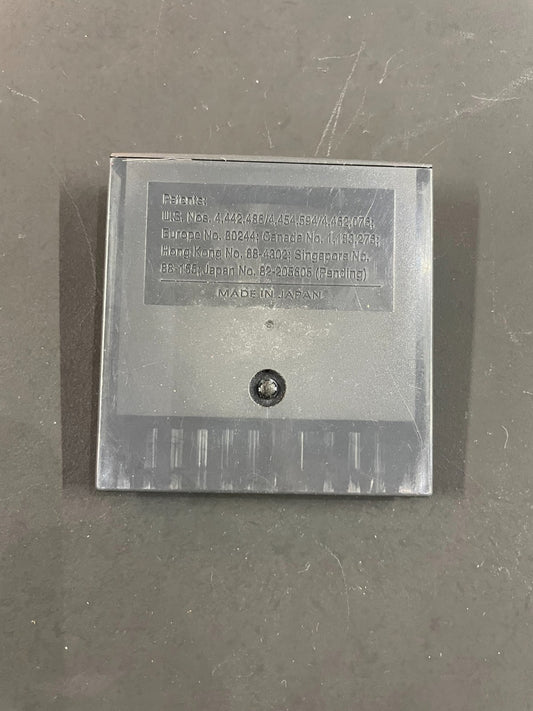 Patents:
U.S. Nos. 4,442,486/4,454,594/4,462,076;
Europe No. 80244; Canada No. 1,183,276;
Hong Kong No. 88-4302; Singapore No.
88-155; Japan No. 82-205605 (Pending)
MADE IN JAPAN